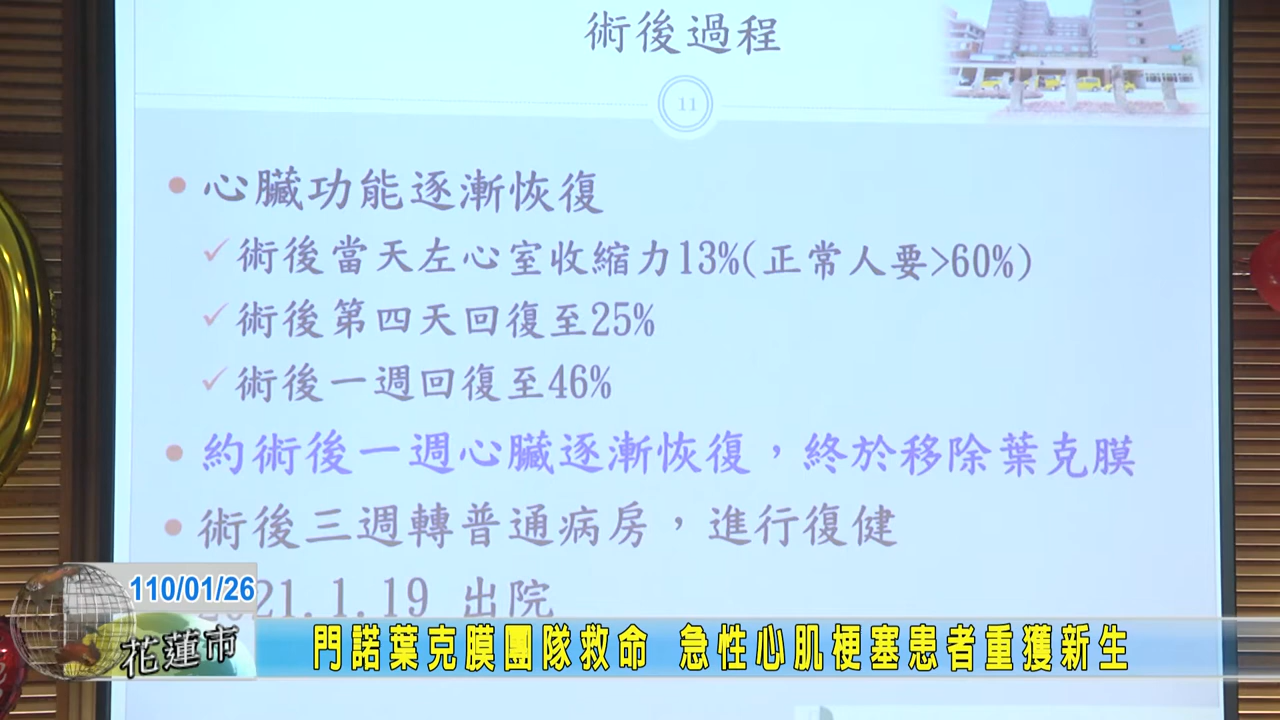 術後過程
11
心臟功能逐漸恢復
術後當天左心室收縮力13%(正常人要>60%)
術後第四天回復至25%
術後一週回復至46%
約術後一週心臟逐漸恢復，終於移除葉克膜
術後三週轉普通病房，進行復健
2021.1.19 出院
110/01/26
花蓮市
門諾葉克膜團隊救命 急性心肌梗塞患者重獲新生